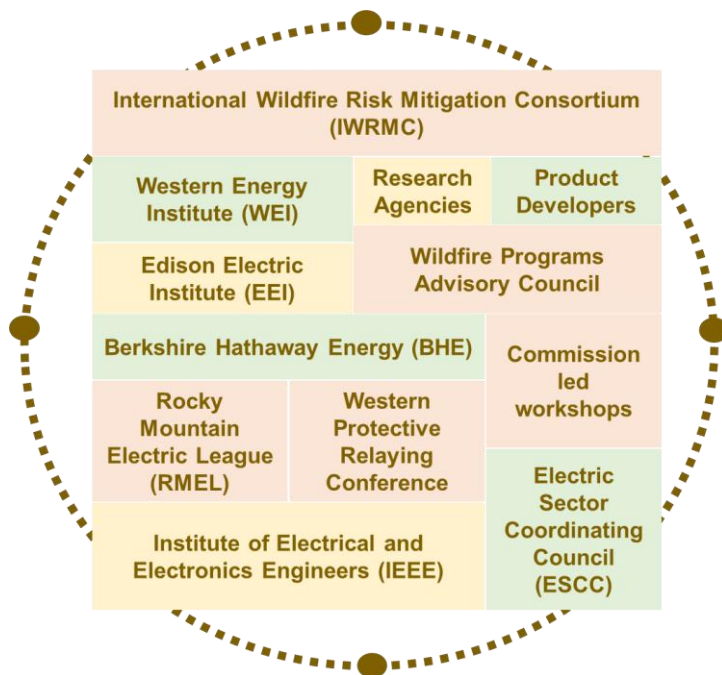 International Wildfire Risk Mitigation Consortium
(IWRMC)
Western Energy
Institute (WEI)
Research
Agencies
Product
Developers
Edison Electric
Institute (EEI)
Wildfire Programs
Advisory Council
Berkshire Hathaway Energy (BHE)
Commission
led
workshops
Rocky
Mountain
Electric League
(RMEL)
Western
Protective
Relaying
Conference
Electric
Sector
Coordinating
Council
(ESCC)
Institute of Electrical and
Electronics Engineers (IEEE)